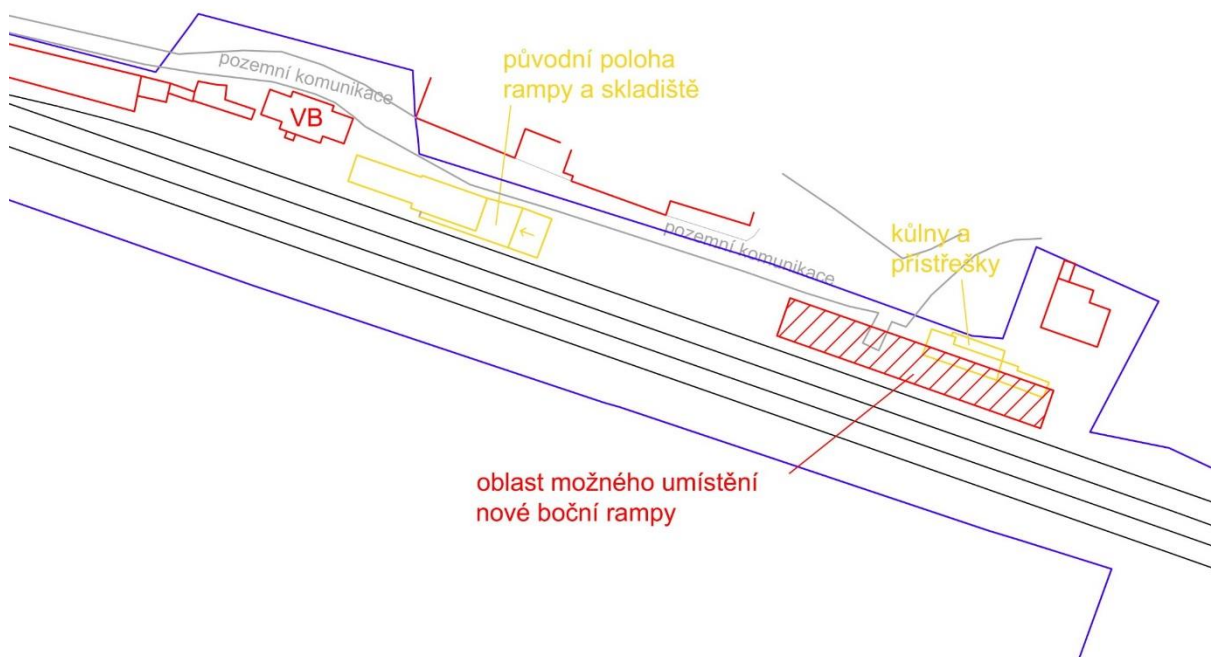 původní poloha
rampy a skladiště
pozemní komunikace
VB
pozemní komunikace
kůlny a
přístřešky
oblast možného umístění
nové boční rampy